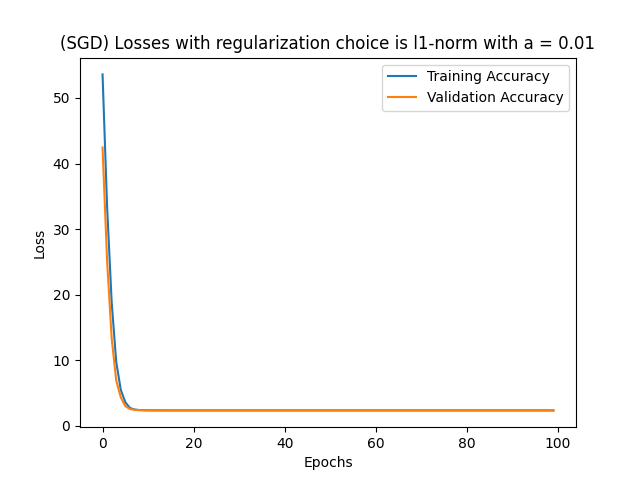 (SGD) Losses with regularization choice is l1-norm with a = 0.01
Training Accuracy
Validation Accuracy
50
40
30
20
10
0
Loss
0 20 40 60 80 100
Epochs